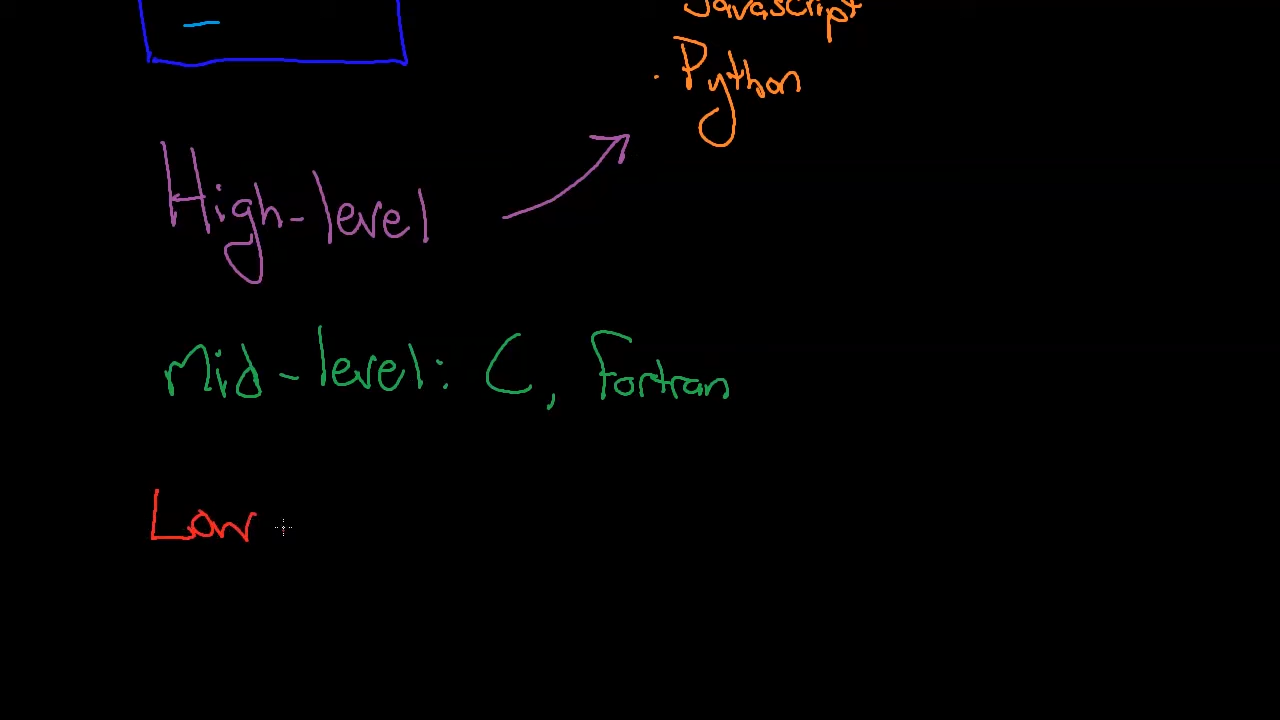 Javascript
. Python
High-level
Mid-level: C, Fortran
Low